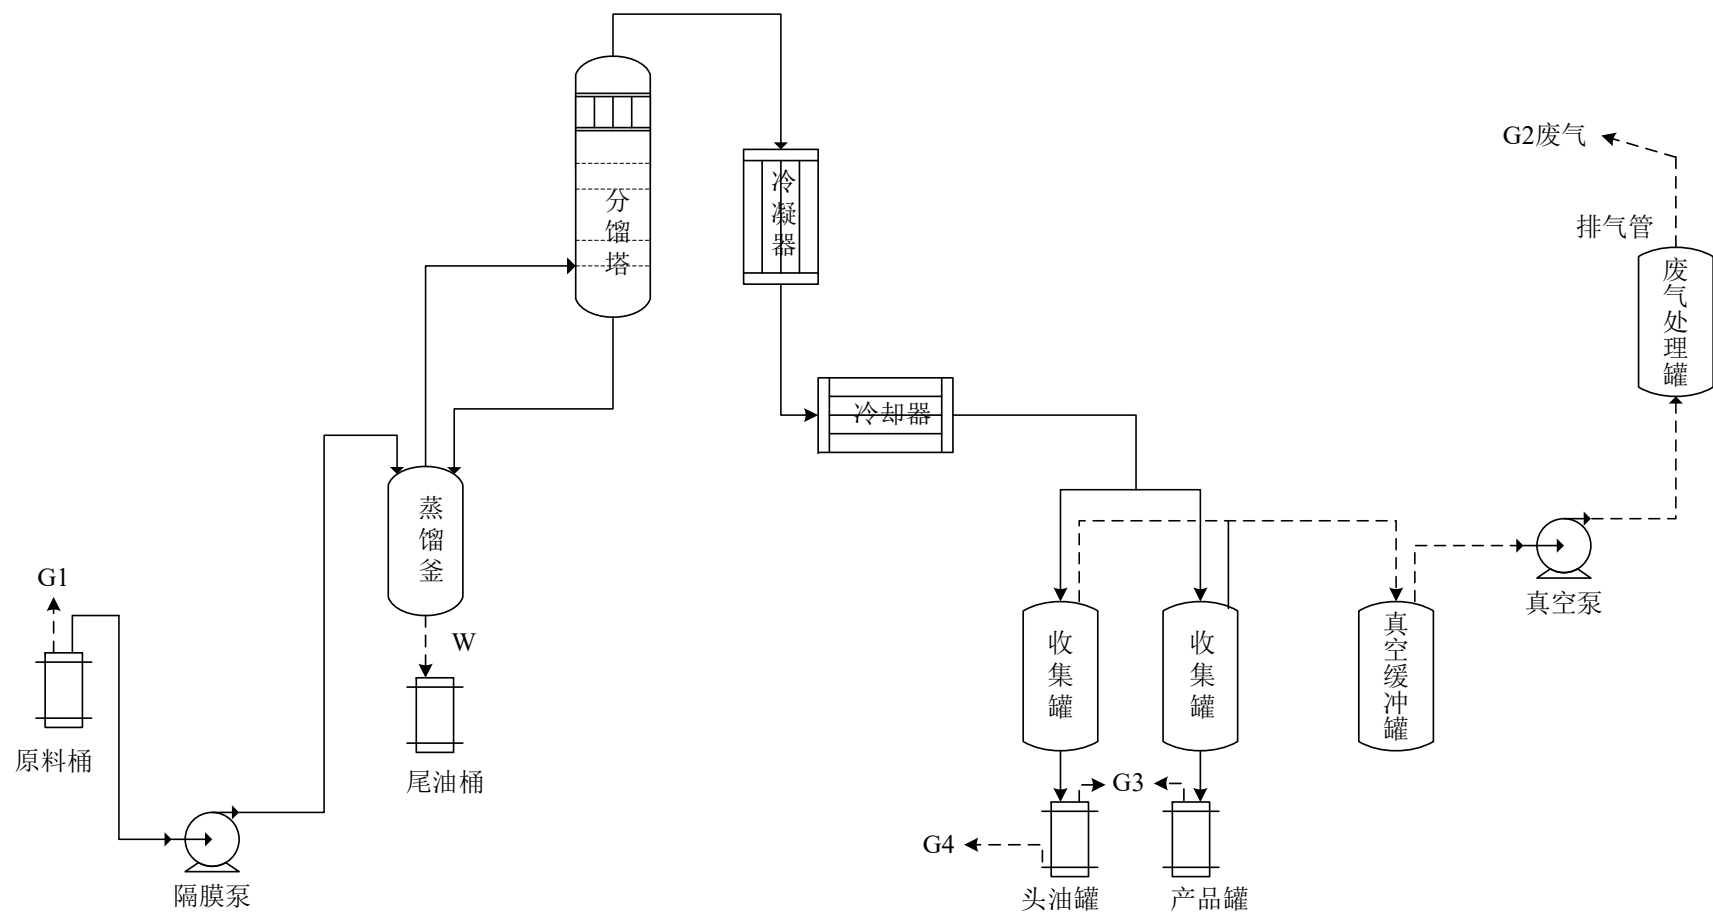 G2废气
排气管
分馏塔
冷凝器
废气处理罐
冷却器
蒸馏釜
真空泵
G1
W
收集罐
收集罐
真空缓冲罐
原料桶
尾油桶
G3
G4
隔膜泵
头油罐
产品罐